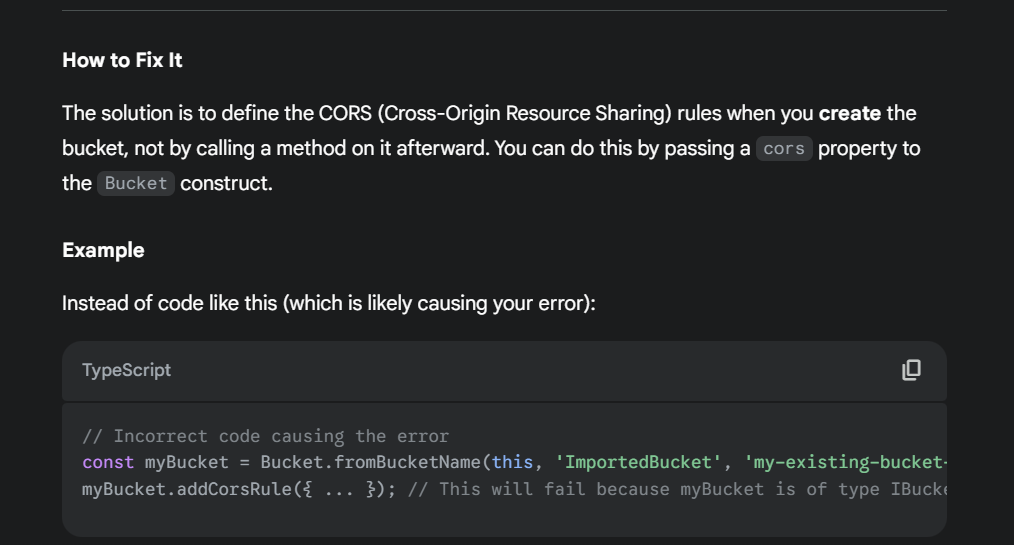 How to Fix It
The solution is to define the CORS (Cross-Origin Resource Sharing) rules when you create the
bucket, not by calling a method on it afterward. You can do this by passing a cors property to
the Bucket construct.
Example
Instead of code like this (which is likely causing your error):
TypeScript
// Incorrect code causing the error
const myBucket = Bucket.fromBucketName(this, 'ImportedBucket', 'my-existing-bucket-
myBucket.addCorsRule({ ... }); // This will fail because myBucket is of type IBucke